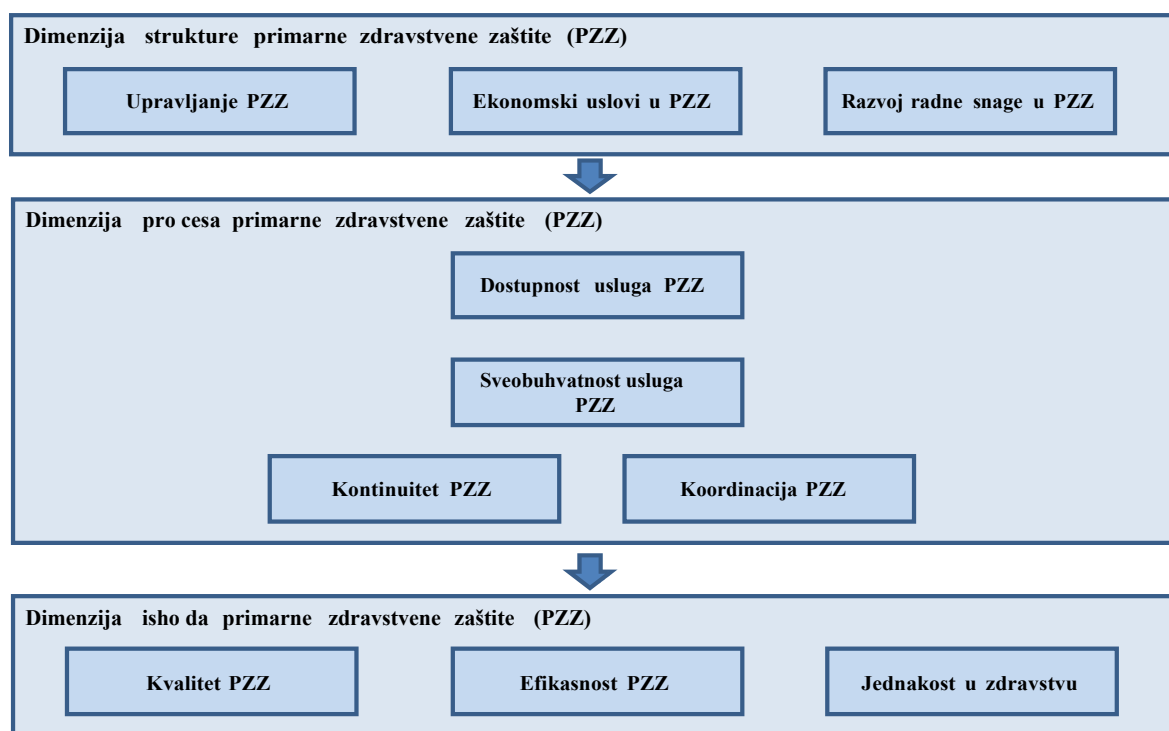 Dimenzija strukture primarne zdravstvene zaštite (PZZ)
Upravljanje PZZ
Ekonomski uslovi u PZZ
Razvoj radne snage u PZZ
Dimenzija pro cesa primarne zdravstvene zaštite (PZZ)
Dostupnost usluga PZZ
Sveobuhvatnost usluga
PZZ
Kontinuitet PZZ
Koordinacija PZZ
Dimenzija isho da primarne zdravstvene zaštite (PZZ)
Kvalitet PZZ
Efikasnost PZZ
Jednakost u zdravstvu